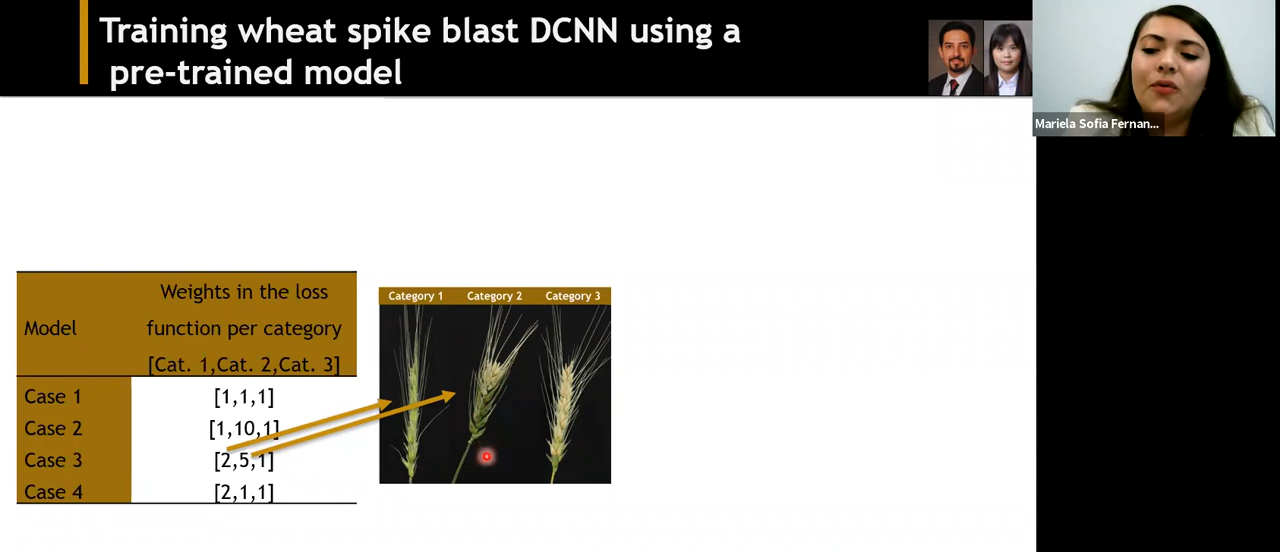 Training wheat spike blast DCNN using a
pre-trained model
Mariela Sofia Fernan...
Model
Weights in the loss
function per category
[Cat. 1,Cat. 2,Cat. 3]
Case 1 [1,1,1]
Case 2 [1,10,1]
Case 3 [2,5,1]
Case 4 [2,1,1]
Category 1 Category 2 Category 3